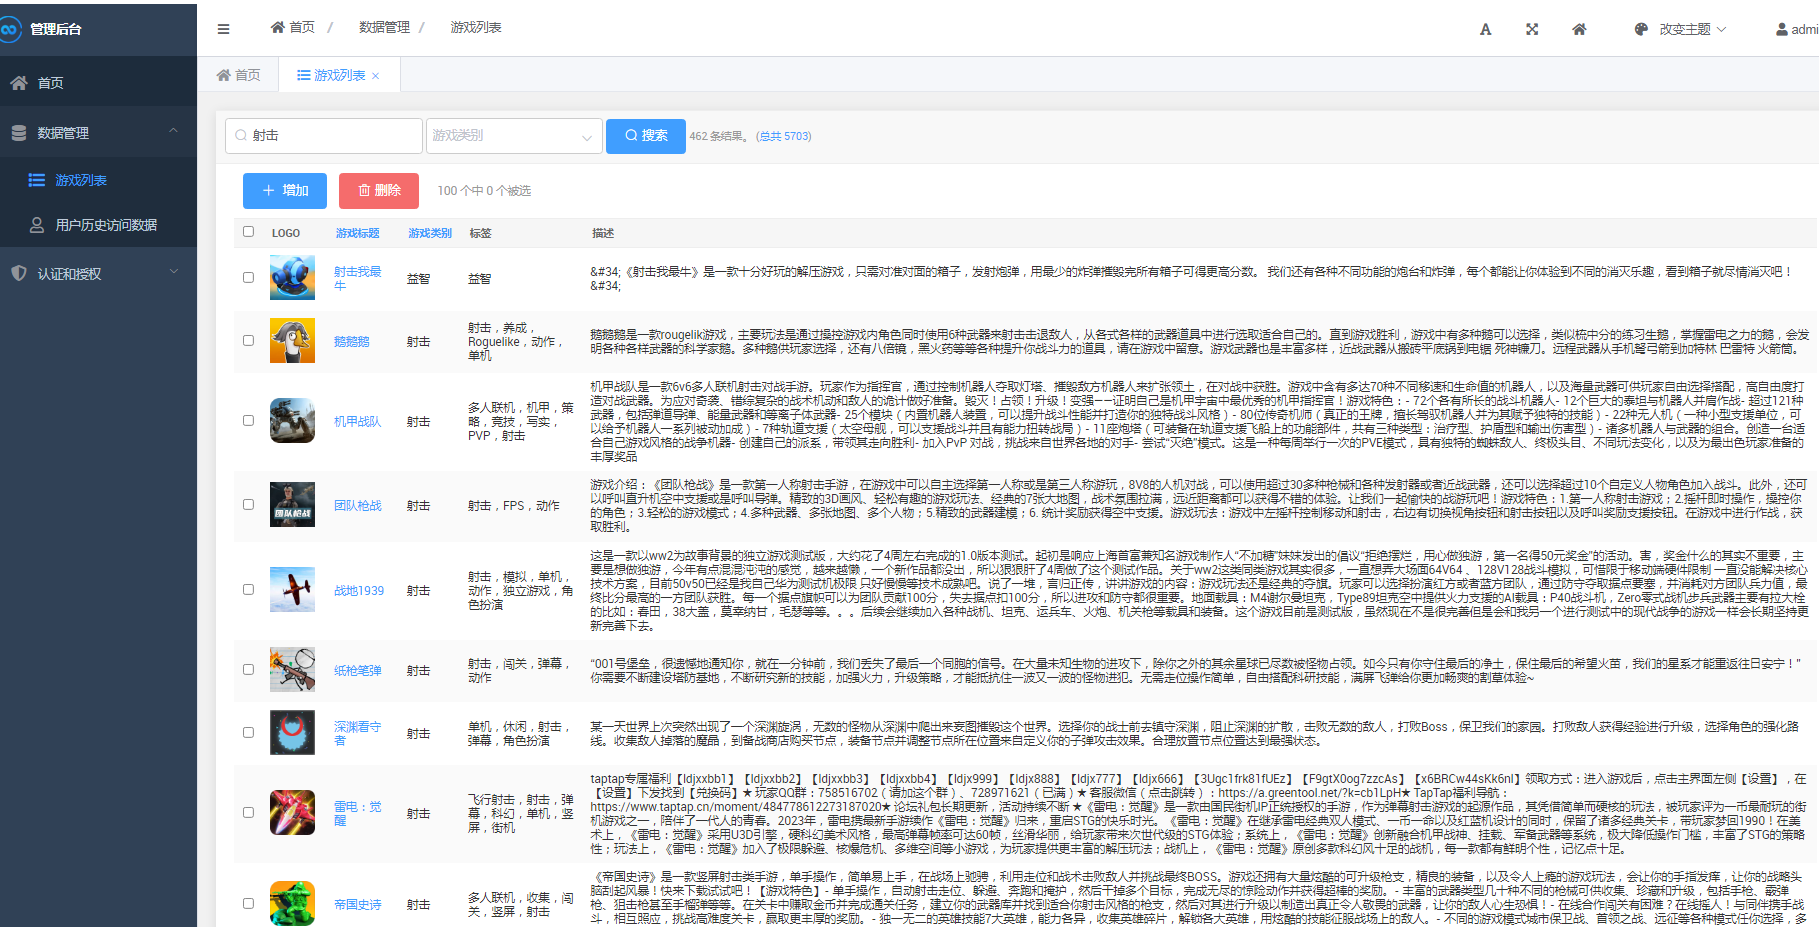 管理后台
首页 / 数据管理 / 游戏列表
改变主题
admi
首页
数据管理
游戏列表
用户历史访问数据
认证和授权
首页 游戏列表 ×
射击 游戏类别 搜索 462 条结果。 (总共 5703)
+ 增加 删除 100 个中 0 个被选
LOGO 游戏标题 游戏类别 标签 描述
射击我最
牛
益智
益智
&#34;《射击我最牛》是一款十分好玩的解压游戏，只需对准对面的箱子，发射炮弹，用最少的炸弹摧毁完所有箱子可得更高分数。 我们还有各种不同功能的炮台和炸弹，每个都能让你体验到不同的消灭乐趣，看到箱子就尽情消灭吧！
&#34;
鹅鹅鹅
射击
射击，养成，
Roguelike，动作，
单机
鹅鹅鹅是一款rougelik游戏，主要玩法是通过操控游戏内角色同时使用6种武器来射击击退敌人，从各式各样的武器道具中进行选取适合自己的。直到游戏胜利，游戏中有多种鹅可以选择，类似梳中分的练习生鹅，掌握雷电之力的鹅，会发
明各种各样武器的科学家鹅。多种鹅供玩家选择，还有八倍镜，黑火药等等各种提升你战斗力的道具，请在游戏中留意。游戏武器也是丰富多样，近战武器从搬砖平底锅到电锯 死神镰刀。远程武器从手机弩弓箭到加特林 巴雷特 火箭筒。
机甲战队
射击
多人联机，机甲，策
略，竞技，写实，
PVP，射击
机甲战队是一款6v6多人联机射击对战手游。玩家作为指挥官，通过控制机器人夺取灯塔、摧毁敌方机器人来扩张领土，在对战中获胜。游戏中含有多达70种不同移速和生命值的机器人，以及海量武器可供玩家自由选择搭配，高自由度打
造对战武器。为应对奇袭、错综复杂的战术机动和敌人的诡计做好准备。毁灭！占领！升级！变强——证明自己是机甲宇宙中最优秀的机甲指挥官！游戏特色：- 72个各有所长的战斗机器人- 12个巨大的泰坦与机器人并肩作战- 超过121种
武器，包括弹道导弹、能量武器和等离子体武器- 25个模块（内置机器人装置，可以提升战斗性能并打造你的独特战斗风格）- 80位传奇机师（真正的王牌，擅长驾驭机器人并为其赋予独特的技能）- 22种无人机（一种小型支援单位，可
以给予机器人一系列被动加成）- 7种轨道支援（太空母舰，可以支援战斗并且有能力扭转战局）- 11座炮塔（可装备在轨道支援飞船上的功能部件，共有三种类型：治疗型、护盾型和输出伤害型）- 诸多机器人与武器的组合。创造一台适
合自己游戏风格的战争机器- 创建自己的派系，带领其走向胜利- 加入PvP 对战，挑战来自世界各地的对手- 尝试“灭绝”模式。这是一种每周举行一次的PVE模式，具有独特的蜘蛛敌人、终极头目、不同玩法变化，以及为最出色玩家准备的
丰厚奖品
团队枪战
射击
射击，FPS，动作
游戏介绍：《团队枪战》是一款第一人称射击手游，在游戏中可以自主选择第一人称或是第三人称游玩，8V8的人机对战，可以使用超过30多种枪械和各种发射器或者近战武器，还可以选择超过10个自定义人物角色加入战斗。此外，还可
以呼叫直升机空中支援或是呼叫导弹。精致的3D画风、轻松有趣的游戏玩法、经典的7张大地图，战术氛围拉满，远近距离都可以获得不错的体验。让我们一起愉快的战游玩吧！游戏特色：1.第一人称射击游戏；2.摇杆即时操作，操控你
的角色；3.轻松的游戏模式；4.多种武器、多张地图、多个人物；5.精致的武器建模；6. 统计奖励获得空中支援。游戏玩法：游戏中左摇杆控制移动和射击，右边有切换视角按钮和射击按钮以及呼叫奖励支援按钮。在游戏中进行作战，获
取胜利。
战地1939
射击
射击，模拟，单机，
动作，独立游戏，角
色扮演
这是一款以ww2为故事背景的独立游戏测试版，大约花了4周左右完成的1.0版本测试。起初是响应上海首富兼知名游戏制作人“不加糖”妹妹发出的倡议“拒绝摆烂，用心做独游，第一名得50元奖金”的活动。害，奖金什么的其实不重要，主
要是想做独游，今年有点混混沌沌的感觉，越来越懒，一个新作品都没出，所以狠狠肝了4周做了这个测试作品。关于ww2这类同类游戏其实很多，一直想弄大场面64V64 、128V128战斗模拟，可惜限于移动端硬件限制 一直没能解决核心
技术方案，目前50v50已经是我自己华为测试机极限 只好慢慢等技术成熟吧。说了一堆，言归正传，讲讲游戏的内容：游戏玩法还是经典的夺旗。玩家可以选择扮演红方或者蓝方团队，通过防守夺取据点要塞，并消耗对方团队兵力值，最
终比分最高的一方团队获胜。每一个据点旗帜可以为团队贡献100分，失去据点扣100分，所以进攻和防守都很重要。地面载具：M4谢尔曼坦克，Type89坦克空中提供火力支援的AI载具：P40战斗机，Zero零式战机步兵武器主要有拉大栓
的比如：春田，38大盖，莫幸纳甘，毛瑟等等。。。后续会继续加入各种战机、坦克、运兵车、火炮、机关枪等载具和装备。这个游戏目前是测试版，虽然现在不是很完善但是会和我另一个进行测试中的现代战争的游戏一样会长期坚持更
新完善下去。
纸枪笔弹
射击
射击，闯关，弹幕，
动作
“001号堡垒，很遗憾地通知你，就在一分钟前，我们丢失了最后一个同胞的信号。在大量未知生物的进攻下，除你之外的其余星球已尽数被怪物占领。如今只有你守住最后的净土，保住最后的希望火苗，我们的星系才能重返往日安宁！”
你需要不断建设塔防基地，不断研究新的技能，加强火力，升级策略，才能抵抗住一波又一波的怪物进犯。无需走位操作简单，自由搭配科研技能，满屏飞弹给你更加畅爽的割草体验~
深渊看守
者
射击
单机，休闲，射击，
弹幕，角色扮演
某一天世界上次突然出现了一个深渊旋涡，无数的怪物从深渊中爬出来妄图摧毁这个世界。选择你的战士前去镇守深渊，阻止深渊的扩散，击败无数的敌人，打败Boss，保卫我们的家园。打败敌人获得经验进行升级，选择角色的强化路
线。收集敌人掉落的魔晶，到备战商店购买节点，装备节点并调整节点所在位置来自定义你的子弹攻击效果。合理放置节点位置达到最强状态。
雷电：觉
醒
射击
飞行射击，射击，弹
幕，科幻，单机，竖
屏，街机
taptap专属福利【ldjxxbb1】【ldjxxbb2】【ldjxxbb3】【ldjxxbb4】【ldjx999】【ldjx888】【ldjx777】【ldjx666】【3Ugc1frk81fUEz】【F9gtX0og7zzcAs】【x6BRCw44sKk6nI】领取方式：进入游戏后，点击主界面左侧【设置】，在
【设置】下发找到【兑换码】★玩家QQ群：758516702（请加这个群）、728971621（已满）★客服微信（点击跳转）：https://a.greentool.net/?k=cb1LpH★TapTap福利导航：
https://www.taptap.cn/moment/484778612273187020★论坛礼包长期更新，活动持续不断★《雷电：觉醒》是一款由国民街机IP正统授权的手游，作为弹幕射击游戏的起源作品，其凭借简单而硬核的玩法，被玩家评为一币最耐玩的街
机游戏之一，陪伴了一代人的青春。2023年，雷电携最新手游续作《雷电：觉醒》归来，重启STG的快乐时光。《雷电：觉醒》在继承雷电经典双人模式、一币一命以及红蓝机设计的同时，保留了诸多经典关卡，带玩家梦回1990！在美
术上，《雷电：觉醒》采用U3D引擎，硬科幻美术风格，最高弹幕帧率可达60帧，丝滑华丽，给玩家带来次世代级的STG体验；系统上，《雷电：觉醒》创新融合机甲战神、挂载、军备武器等系统，极大降低操作门槛，丰富了STG的策略
性；玩法上，《雷电：觉醒》加入了极限躲避、核爆危机、多维空间等小游戏，为玩家提供更丰富的解压玩法；战机上，《雷电：觉醒》原创多款科幻风十足的战机，每一款都有鲜明个性，记忆点十足。
帝国史诗
射击
多人联机，收集，闯
关，竖屏，射击
《帝国史诗》是一款竖屏射击类手游，单手操作，简单易上手，在战场上驰骋，利用走位和战术击败敌人并挑战最终BOSS。游戏还拥有大量炫酷的可升级枪支，精良的装备，以及令人上瘾的游戏玩法，会让你的手指发痒，让你的战略头
脑刮起风暴！快来下载试试吧！【游戏特色】- 单手操作，自动射击走位、躲避、奔跑和掩护，然后干掉多个目标，完成无尽的惊险动作并获得超棒的奖励。- 丰富的武器类型几十种不同的枪械可供收集、珍藏和升级，包括手枪、霰弹
枪、狙击枪甚至手榴弹等等。在关卡中赚取金币并完成通关任务，建立你的武器库并找到适合你射击风格的枪支，然后对其进行升级以制造出真正令人敬畏的武器，让你的敌人心生恐惧！- 在线合作闯关有困难？在线摇人！与同伴携手战
斗，相互照应，挑战高难度关卡，赢取更丰厚的奖励。- 独一无二的英雄技能7大英雄，能力各异，收集英雄碎片，解锁各大英雄，用炫酷的技能征服战场上的敌人。- 不同的游戏模式城市保卫战、首领之战、远征等各种模式任你选择，多